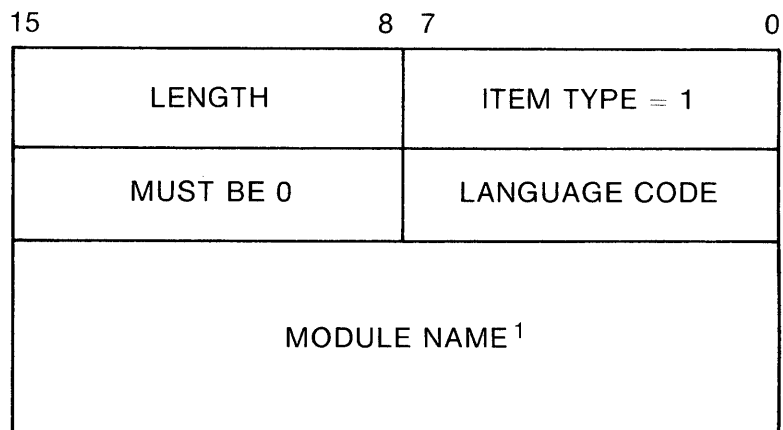 15 8 7 0
LENGTH ITEM TYPE = 1
MUST BE 0 LANGUAGE CODE
MODULE NAME¹